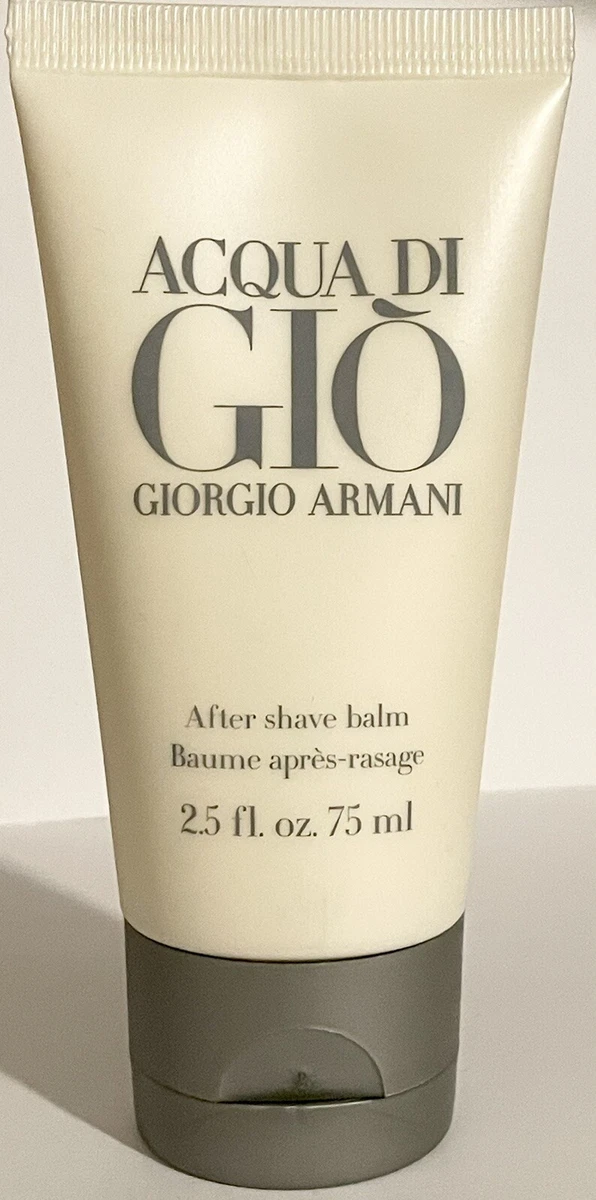 ACQUA DI
GIÒ
GIORGIO ARMANI
After shave balm
Baume après-rasage
2.5 fl. oz. 75 ml